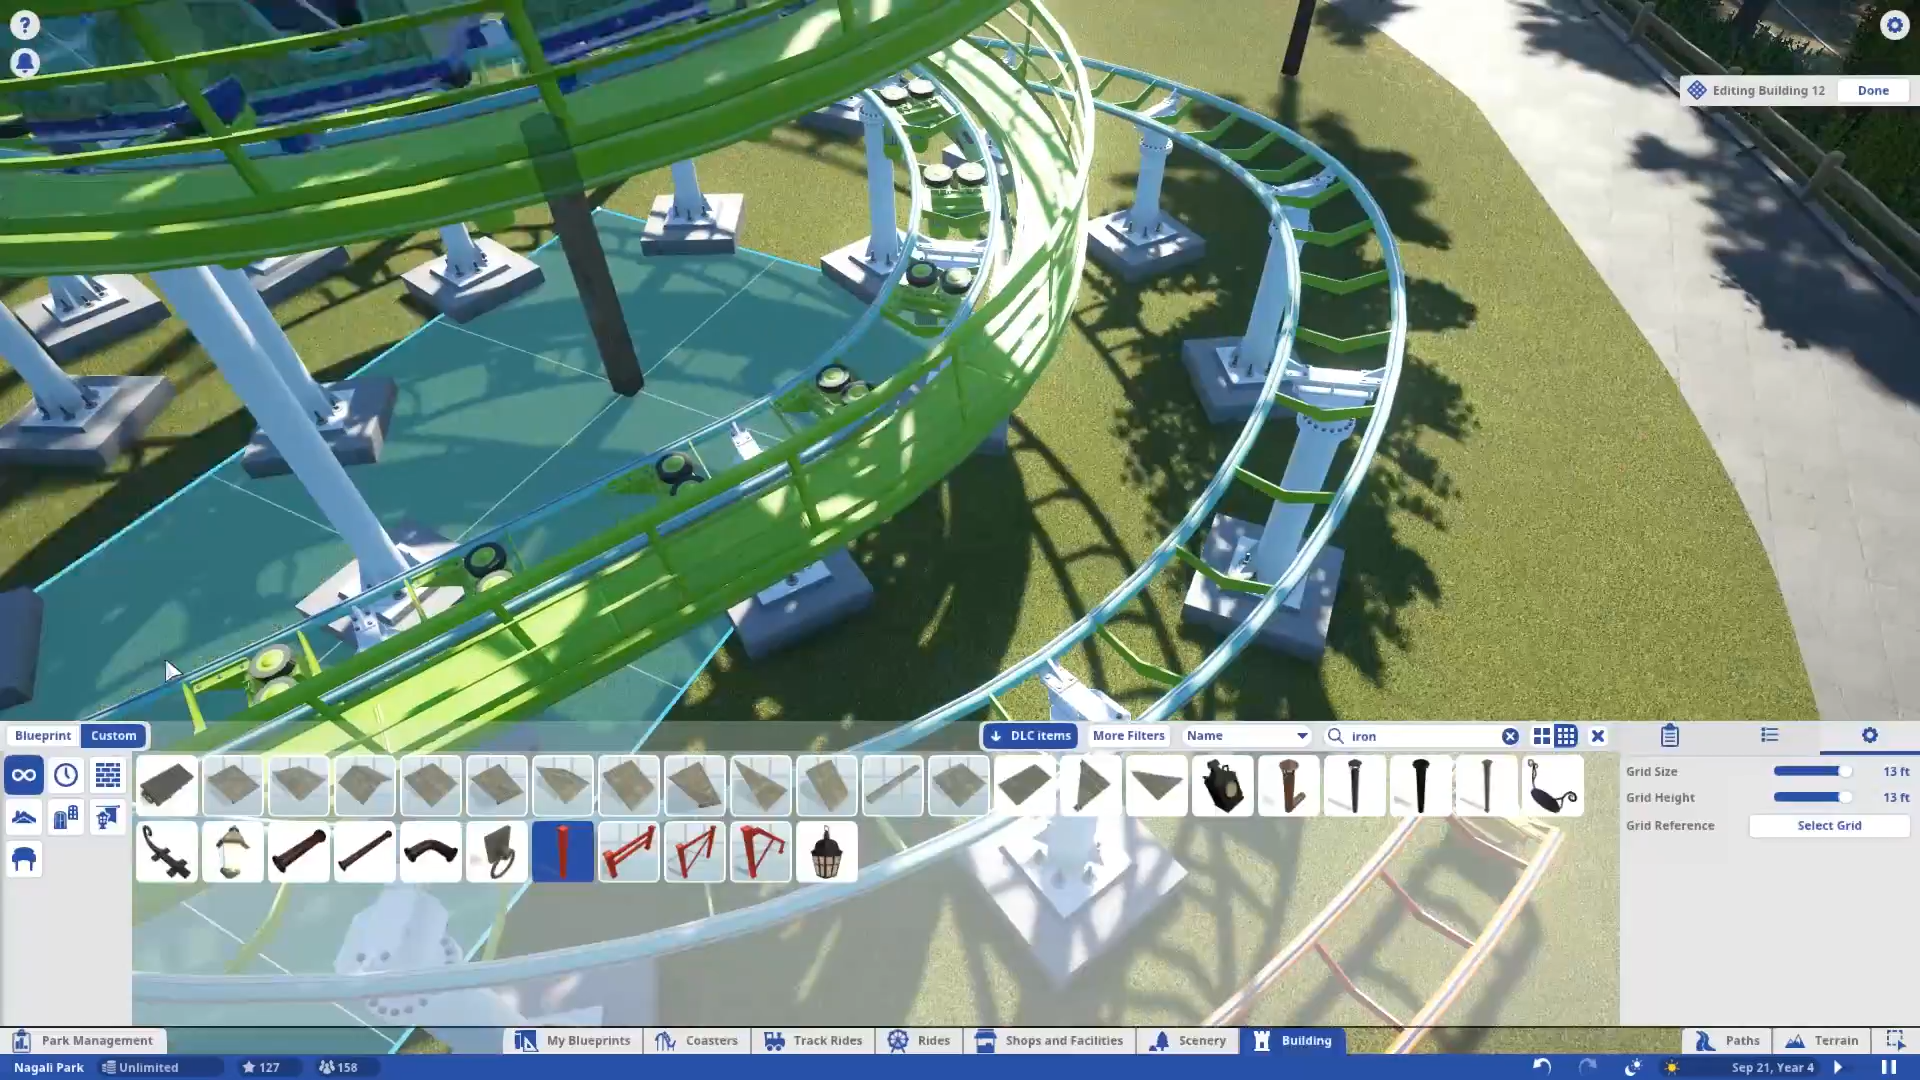 ?
Editing Building 12 Done
Blueprint Custom DLC items More Filters Name iron
Grid Size 13 ft
Grid Height 13 ft
Grid Reference Select Grid
Park Management My Blueprints Coasters Track Rides Rides Shops and Facilities Scenery Building Paths Terrain
Nagali Park Unlimited 127 158 Sep 21, Year 4